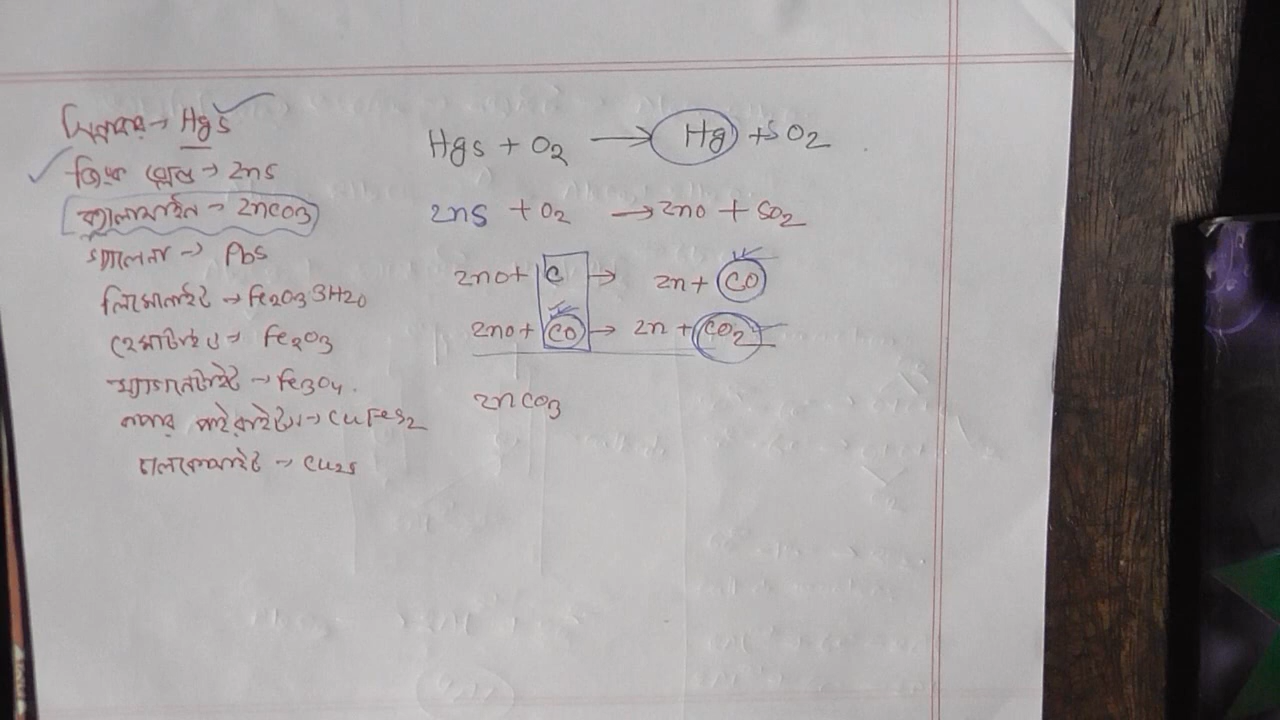 সিনাবার → HgS
জিংক ব্লেন্ড → ZnS
ক্যালামাইন → ZnCO3
গ্যালেনা → Pbs
লিমোনাইট → Fe2O3 3H2O
হেমাটাইট → Fe2O3
ম্যাগনেটাইট → Fe3O4.
কপার পাইরাইটস → CuFeS2
চালকোসাইট → Cu2S
HgS + O2 → Hg + SO2
ZnS + O2 → ZnO + SO2
ZnO + C → Zn + CO
ZnO + CO → Zn + CO2
ZnCO3